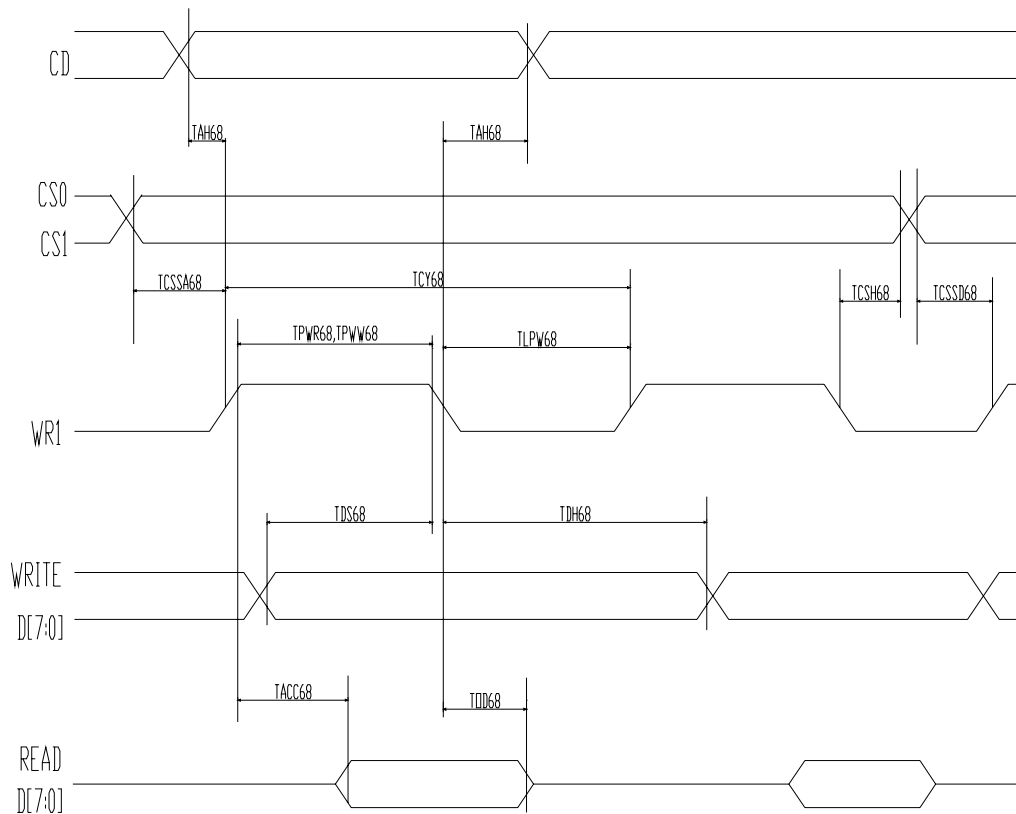 CD
TAH68 TAH68
CS0
CS1
TCSSA68 TCY68 TCSH68 TCSSD68
TPWR68,TPWW68 TLPW68
WR1
TDS68 TDH68
WRITE
D[7:0]
TACC68 TOD68
READ
D[7:0]